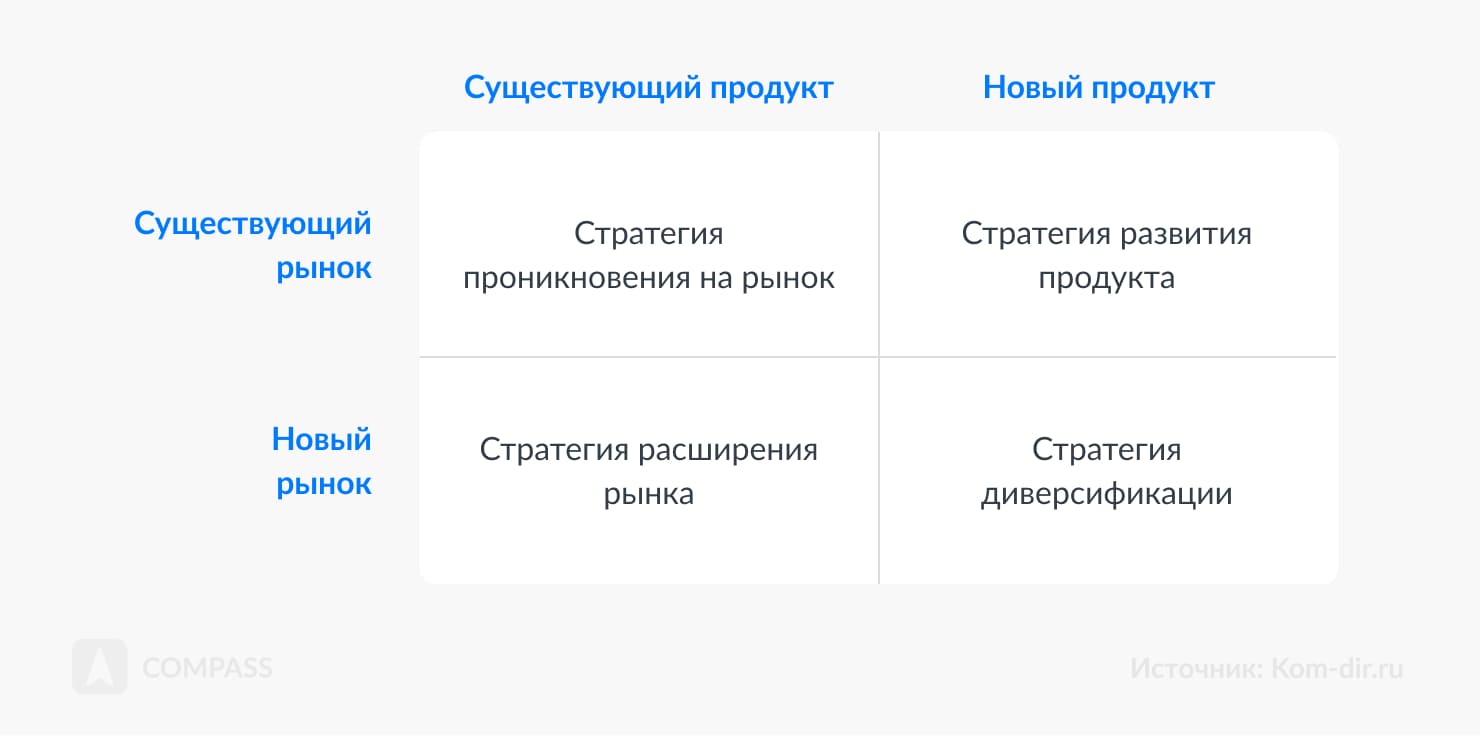 Существующий продукт
Новый продукт
Существующий
рынок
Стратегия
проникновения на рынок
Стратегия развития
продукта
Новый
рынок
Стратегия расширения
рынка
Стратегия
диверсификации
COMPASS
Источник: Kom-dir.ru